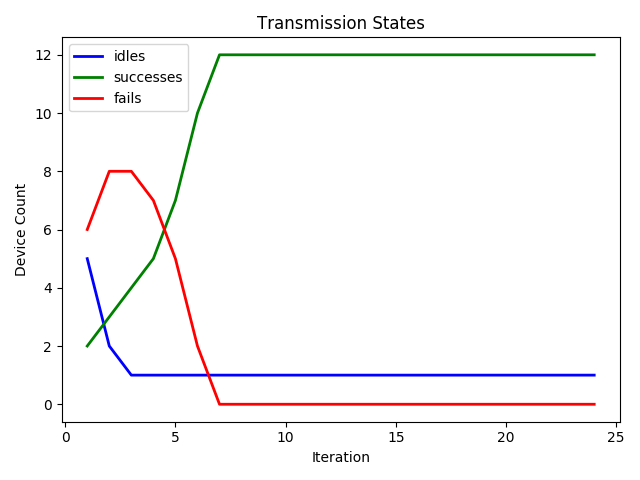 Transmission States
idles
successes
fails
Device Count
12
10
8
6
4
2
0
0 5 10 15 20 25
Iteration